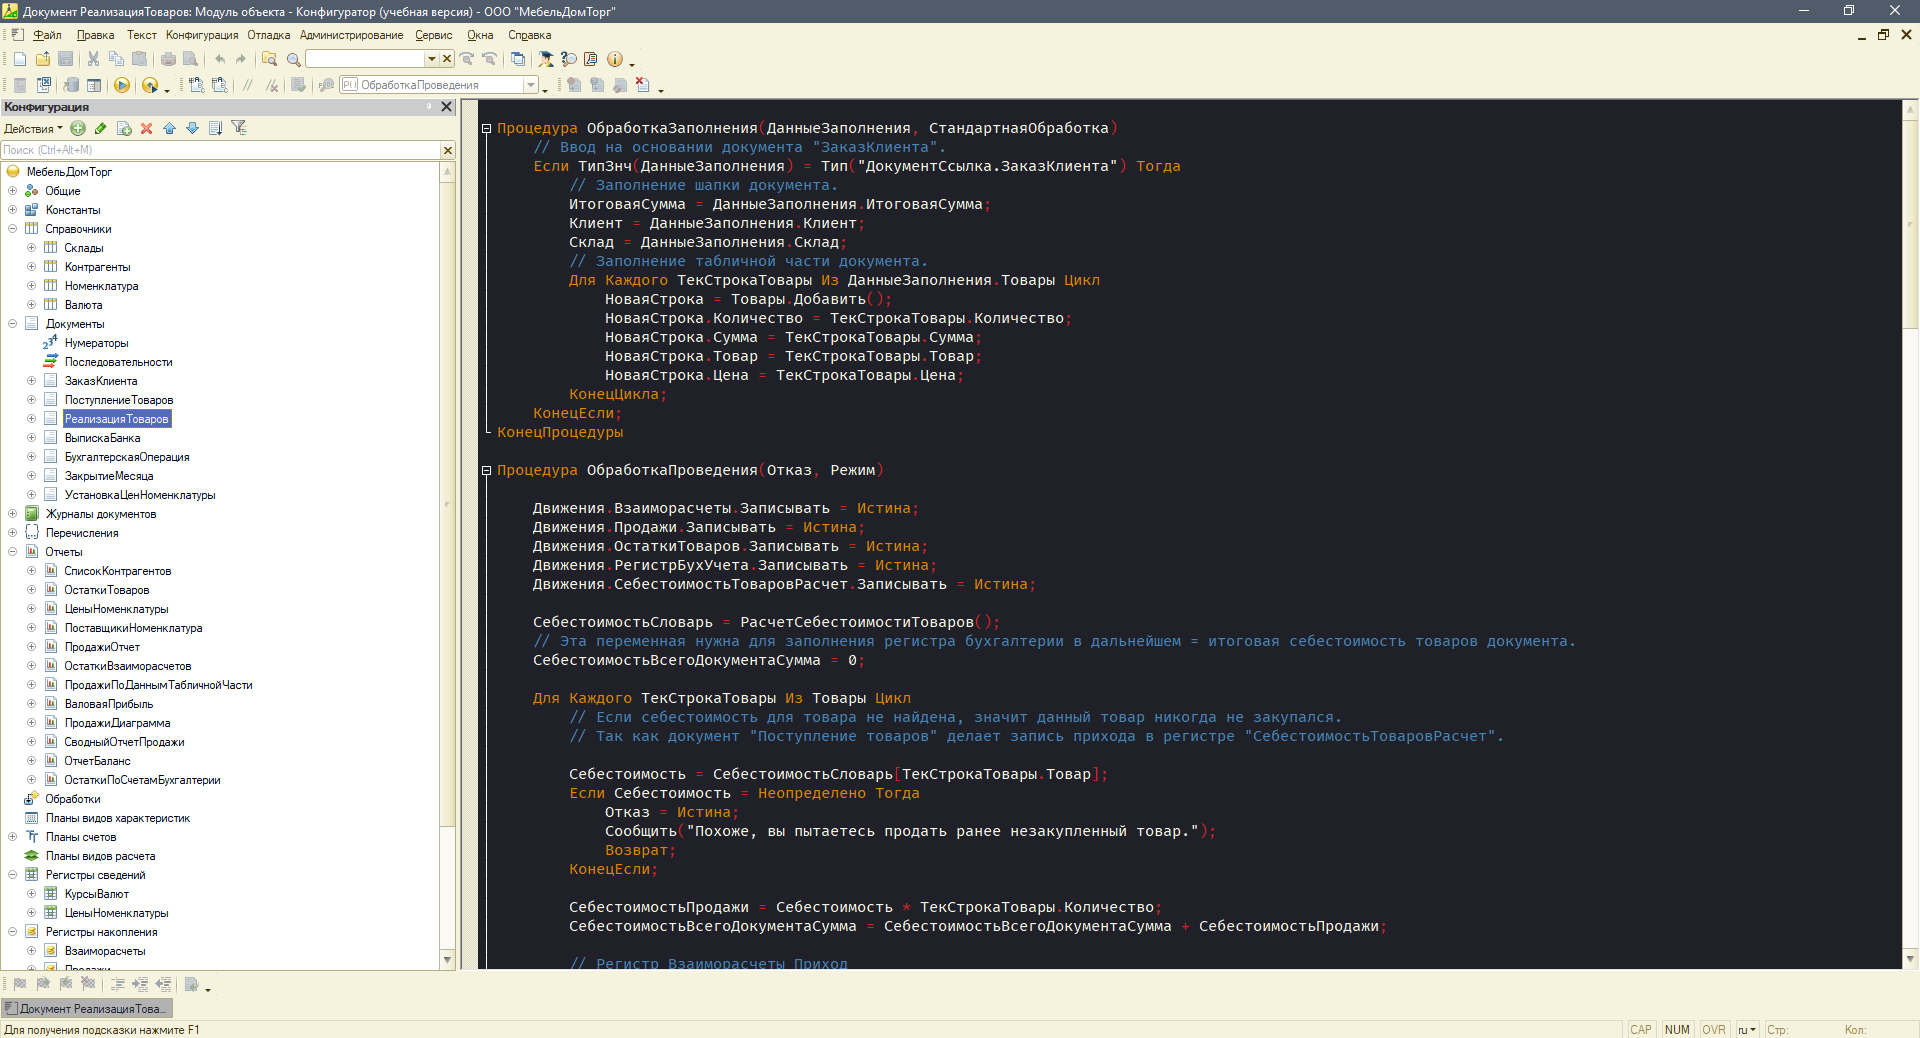 Документ РеализацияТоваров: Модуль объекта - Конфигуратор (учебная версия) - ООО "МебельДомТорг"
Файл Правка Текст Конфигурация Отладка Администрирование Сервис Окна Справка
ОбработкаПроведения
Конфигурация
Действия
Поиск (Ctrl+Alt+M)
МебельДомТорг
Общие
Константы
Справочники
Склады
Контрагенты
Номенклатура
Валюта
Документы
Нумераторы
Последовательности
ЗаказКлиента
ПоступлениеТоваров
РеализацияТоваров
ВыпискаБанка
БухгалтерскаяОперация
ЗакрытиеМесяца
УстановкаЦенНоменклатуры
Журналы документов
Перечисления
Отчеты
СписокКонтрагентов
ОстаткиТоваров
ЦеныНоменклатуры
ПоставщикиНоменклатура
ПродажиОтчет
ОстаткиВзаиморасчетов
ПродажиПоДаннымТабличнойЧасти
ВаловаяПрибыль
ПродажиДиаграмма
СводныйОтчетПродажи
ОтчетБаланс
ОстаткиПоСчетамБухгалтерии
Обработки
Планы видов характеристик
Планы счетов
Планы видов расчета
Регистры сведений
КурсыВалют
ЦеныНоменклатуры
Регистры накопления
Взаиморасчеты
Продажи
Процедура ОбработкаЗаполнения(ДанныеЗаполнения, СтандартнаяОбработка)
// Ввод на основании документа "ЗаказКлиента".
Если ТипЗнч(ДанныеЗаполнения) = Тип("ДокументСсылка.ЗаказКлиента") Тогда
// Заполнение шапки документа.
ИтоговаяСумма = ДанныеЗаполнения.ИтоговаяСумма;
Клиент = ДанныеЗаполнения.Клиент;
Склад = ДанныеЗаполнения.Склад;
// Заполнение табличной части документа.
Для Каждого ТекСтрокаТовары Из ДанныеЗаполнения.Товары Цикл
НоваяСтрока = Товары.Добавить();
НоваяСтрока.Количество = ТекСтрокаТовары.Количество;
НоваяСтрока.Сумма = ТекСтрокаТовары.Сумма;
НоваяСтрока.Товар = ТекСтрокаТовары.Товар;
НоваяСтрока.Цена = ТекСтрокаТовары.Цена;
КонецЦикла;
КонецЕсли;
КонецПроцедуры
Процедура ОбработкаПроведения(Отказ, Режим)
Движения.Взаиморасчеты.Записывать = Истина;
Движения.Продажи.Записывать = Истина;
Движения.ОстаткиТоваров.Записывать = Истина;
Движения.РегистрБухУчета.Записывать = Истина;
Движения.СебестоимостьТоваровРасчет.Записывать = Истина;
СебестоимостьСловарь = РасчетСебестоимостиТоваров();
// Эта переменная нужна для заполнения регистра бухгалтерии в дальнейшем = итоговая себестоимость товаров документа.
СебестоимостьВсегоДокументаСумма = 0;
Для Каждого ТекСтрокаТовары Из Товары Цикл
// Если себестоимость для товара не найдена, значит данный товар никогда не закупался.
// Так как документ "Поступление товаров" делает запись прихода в регистре "СебестоимостьТоваровРасчет".
Себестоимость = СебестоимостьСловарь[ТекСтрокаТовары.Товар];
Если Себестоимость = Неопределено Тогда
Отказ = Истина;
Сообщить("Похоже, вы пытаетесь продать ранее незакупленный товар.");
Возврат;
КонецЕсли;
СебестоимостьПродажи = Себестоимость * ТекСтрокаТовары.Количество;
СебестоимостьВсегоДокументаСумма = СебестоимостьВсегоДокументаСумма + СебестоимостьПродажи;
// Регистр Взаиморасчеты Приход
Документ РеализацияТова...
Для получения подсказки нажмите F1
CAP NUM OVR ru Стр: Кол: